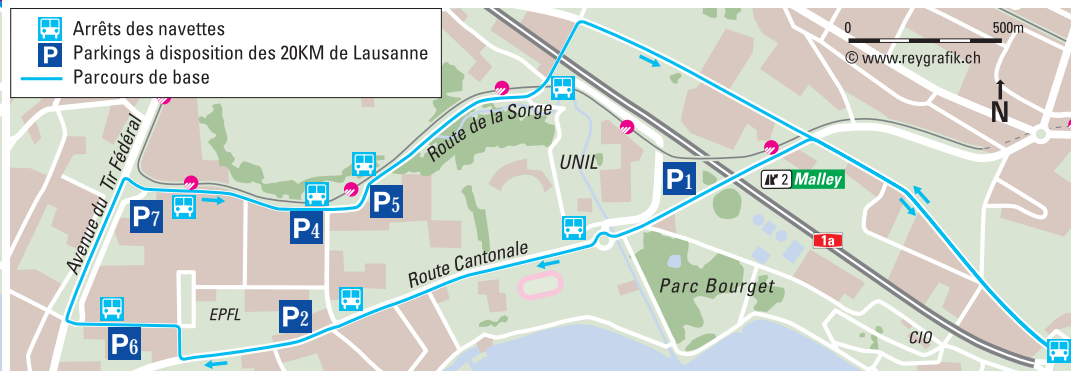 Arrêts des navettes
P Parkings à disposition des 20KM de Lausanne
Parcours de base
0 500m
© www.reygrafik.ch
N
Avenue du Tir Fédéral
Route de la Sorge
UNIL
P1
2 Malley
P5
P7
P4
1a
Route Cantonale
Parc Bourget
EPFL
P2
P6
CIO